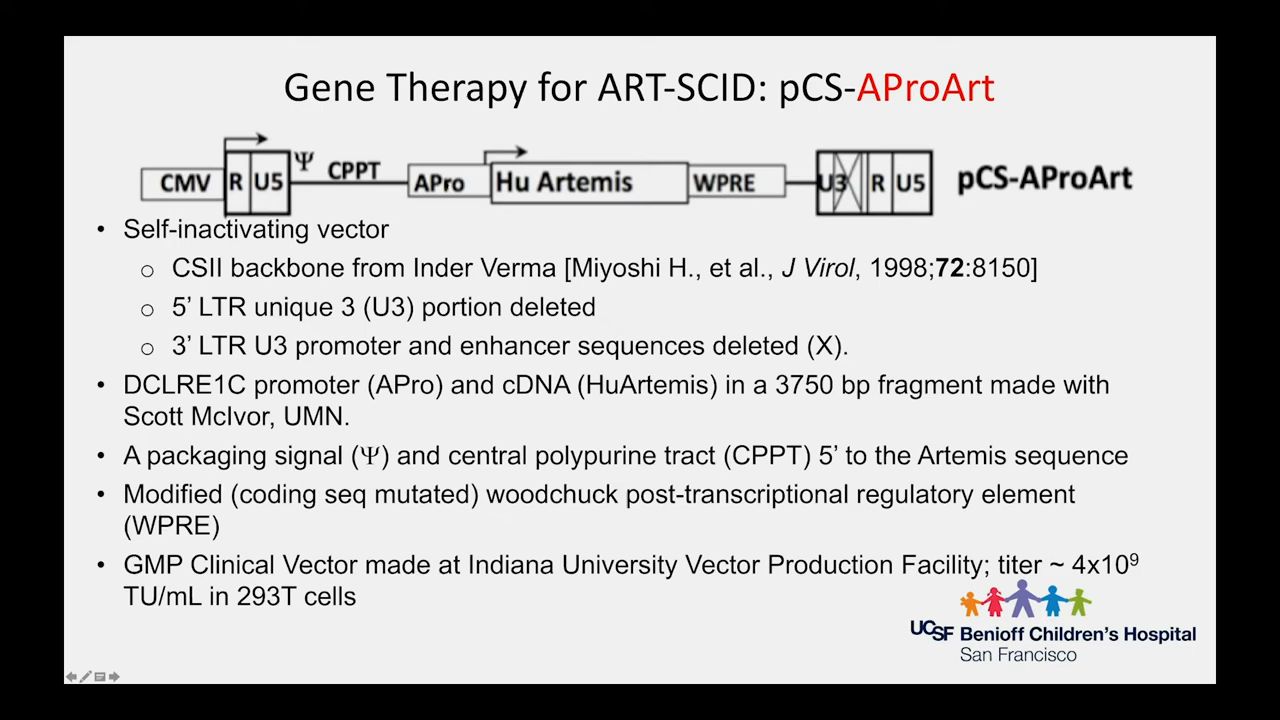 Gene Therapy for ART-SCID: pCS-AProArt
CMV R U5 Ψ CPPT APro Hu Artemis WPRE U3 R U5 pCS-AProArt
• Self-inactivating vector
o CSII backbone from Inder Verma [Miyoshi H., et al., J Virol, 1998;72:8150]
o 5’ LTR unique 3 (U3) portion deleted
o 3’ LTR U3 promoter and enhancer sequences deleted (X).
• DCLRE1C promoter (APro) and cDNA (HuArtemis) in a 3750 bp fragment made with
Scott McIvor, UMN.
• A packaging signal (Ψ) and central polypurine tract (CPPT) 5’ to the Artemis sequence
• Modified (coding seq mutated) woodchuck post-transcriptional regulatory element
(WPRE)
• GMP Clinical Vector made at Indiana University Vector Production Facility; titer ~ 4x10⁹
TU/mL in 293T cells
UCSF Benioff Children’s Hospital
San Francisco